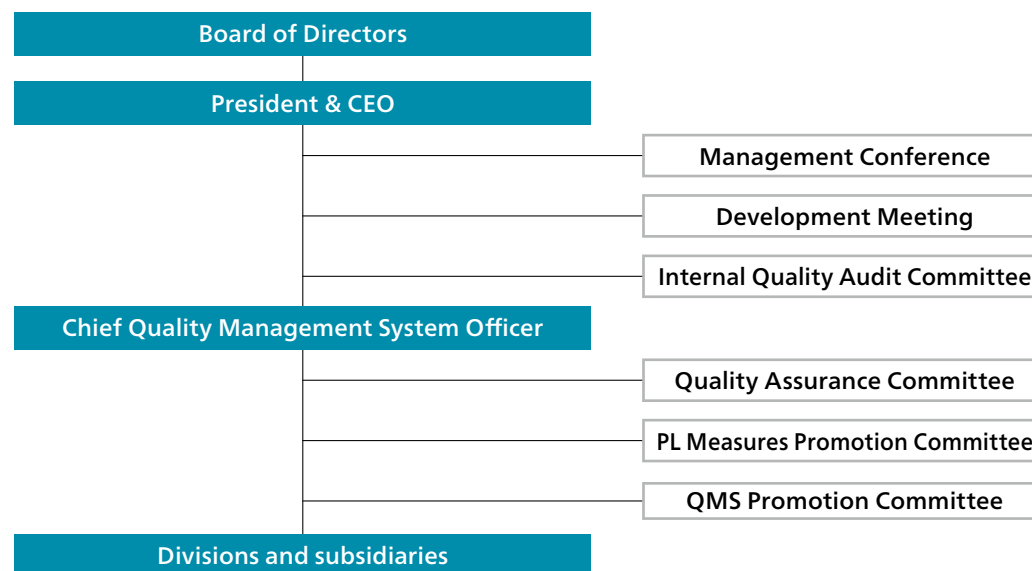 Board of Directors
President & CEO
Management Conference
Development Meeting
Internal Quality Audit Committee
Chief Quality Management System Officer
Quality Assurance Committee
PL Measures Promotion Committee
QMS Promotion Committee
Divisions and subsidiaries